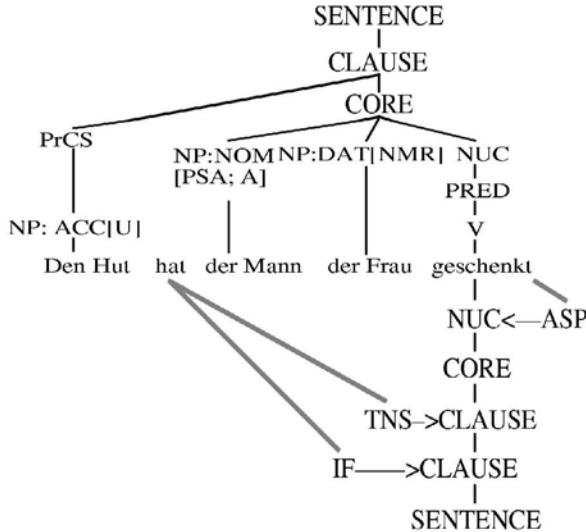 SENTENCE
CLAUSE
CORE
PrCS
NP:NOM NP:DAT[NMR] NUC
[PSA; A]
PRED
NP: ACC[U]
V
Den Hut hat der Mann der Frau geschenkt
NUC<—ASP
CORE
TNS–>CLAUSE
IF——>CLAUSE
SENTENCE